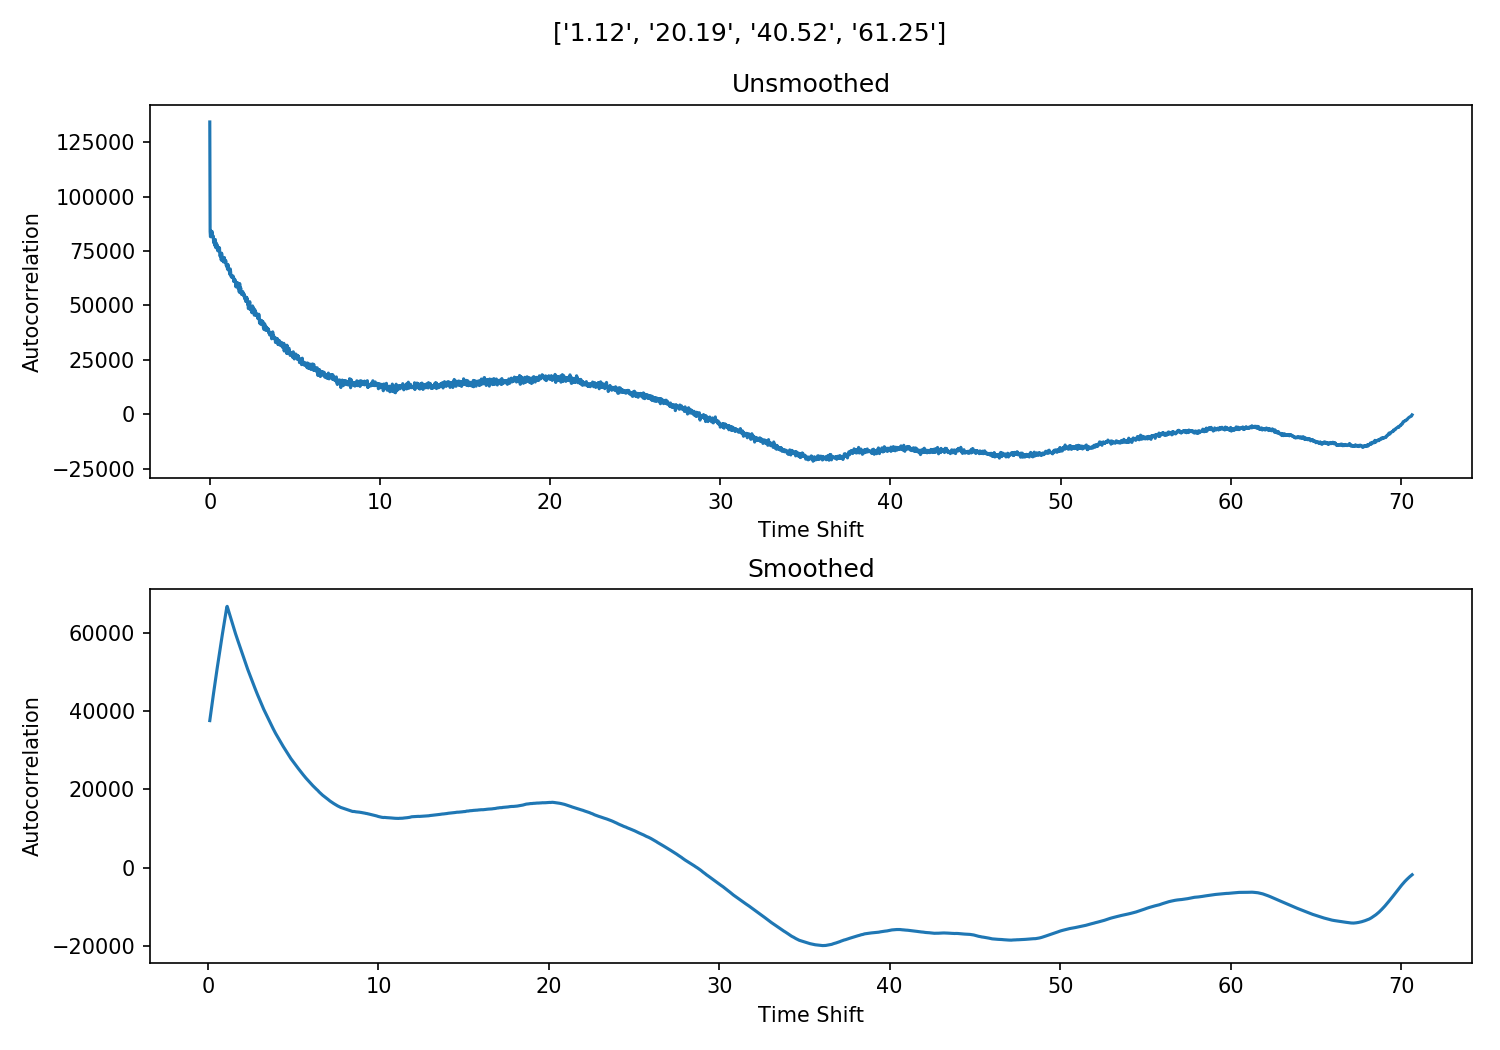 ['1.12', '20.19', '40.52', '61.25']
Unsmoothed
125000
100000
75000
50000
25000
0
−25000
Autocorrelation
0 10 20 30 40 50 60 70
Time Shift
Smoothed
60000
40000
20000
0
−20000
Autocorrelation
0 10 20 30 40 50 60 70
Time Shift